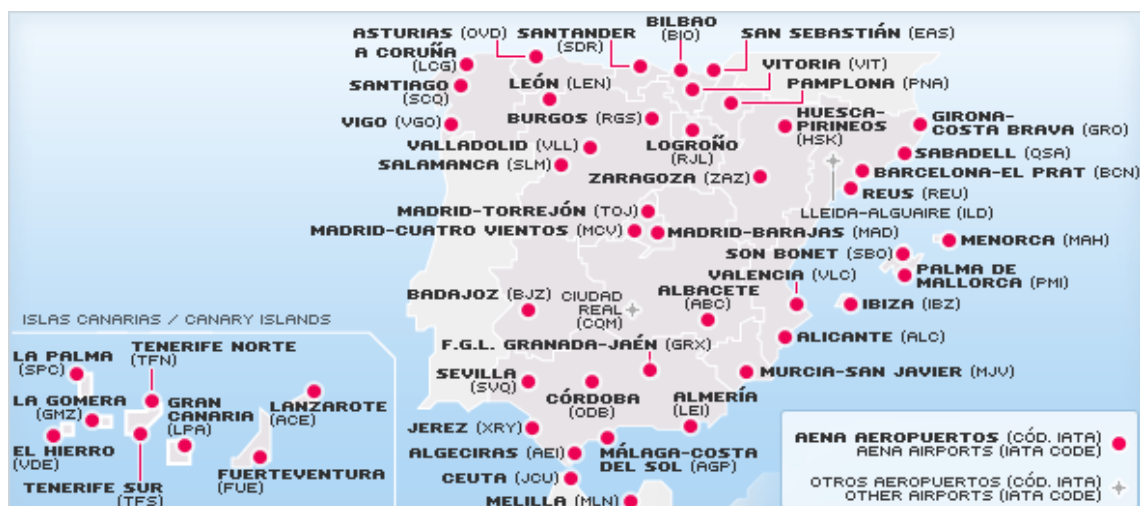 BILBAO
(BIO)
ASTURIAS (OVD)
SANTANDER
(SDR)
SAN SEBASTIÁN (EAS)
A CORUÑA
(LCG)
VITORIA (VIT)
SANTIAGO
(SCQ)
LEÓN (LEN)
PAMPLONA (PNA)
VIGO (VGO)
BURGOS (RGS)
HUESCA-
PIRINEOS
(HSK)
GIRONA-
COSTA BRAVA (GRO)
VALLADOLID (VLL)
LOGROÑO
(RJL)
SABADELL (QSA)
SALAMANCA (SLM)
ZARAGOZA (ZAZ)
BARCELONA-EL PRAT (BCN)
REUS (REU)
MADRID-TORREJÓN (TOJ)
LLEIDA-ALGUAIRE (ILD)
MADRID-CUATRO VIENTOS (MCV)
MADRID-BARAJAS (MAD)
MENORCA (MAH)
SON BONET (SBO)
VALENCIA (VLC)
PALMA DE
MALLORCA (PMI)
BADAJOZ (BJZ)
CIUDAD
REAL
(CQM)
ALBACETE
(ABC)
IBIZA (IBZ)
ISLAS CANARIAS / CANARY ISLANDS
ALICANTE (ALC)
F.G.L. GRANADA-JAÉN (GRX)
LA PALMA
(SPC)
TENERIFE NORTE
(TFN)
SEVILLA
(SVQ)
MURCIA-SAN JAVIER (MJV)
CÓRDOBA
(ODB)
ALMERÍA
(LEI)
LA GOMERA
(GMZ)
GRAN
CANARIA
(LPA)
LANZAROTE
(ACE)
JEREZ (XRY)
EL HIERRO
(VDE)
ALGECIRAS (AEI)
MÁLAGA-COSTA
DEL SOL (AGP)
FUERTEVENTURA
(FUE)
TENERIFE SUR
(TFS)
CEUTA (JCU)
MELILLA (MLN)
AENA AEROPUERTOS (CÓD. IATA)
AENA AIRPORTS (IATA CODE)
OTROS AEROPUERTOS (CÓD. IATA)
OTHER AIRPORTS (IATA CODE)